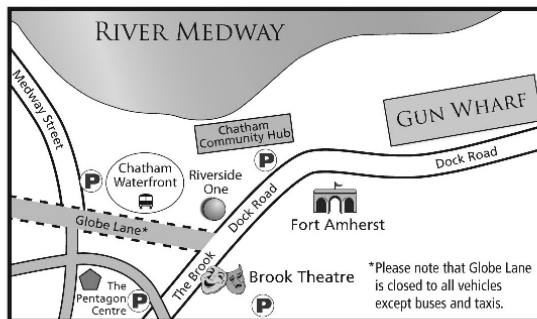 RIVER MEDWAY
Medway Street
GUN WHARF
Chatham
Community Hub
P
P
Dock Road
Chatham
Waterfront
Riverside
One
Dock Road
Fort Amherst
Globe Lane*
The Brook
Brook Theatre
The
Pentagon
Centre
P
P
*Please note that Globe Lane
is closed to all vehicles
except buses and taxis.